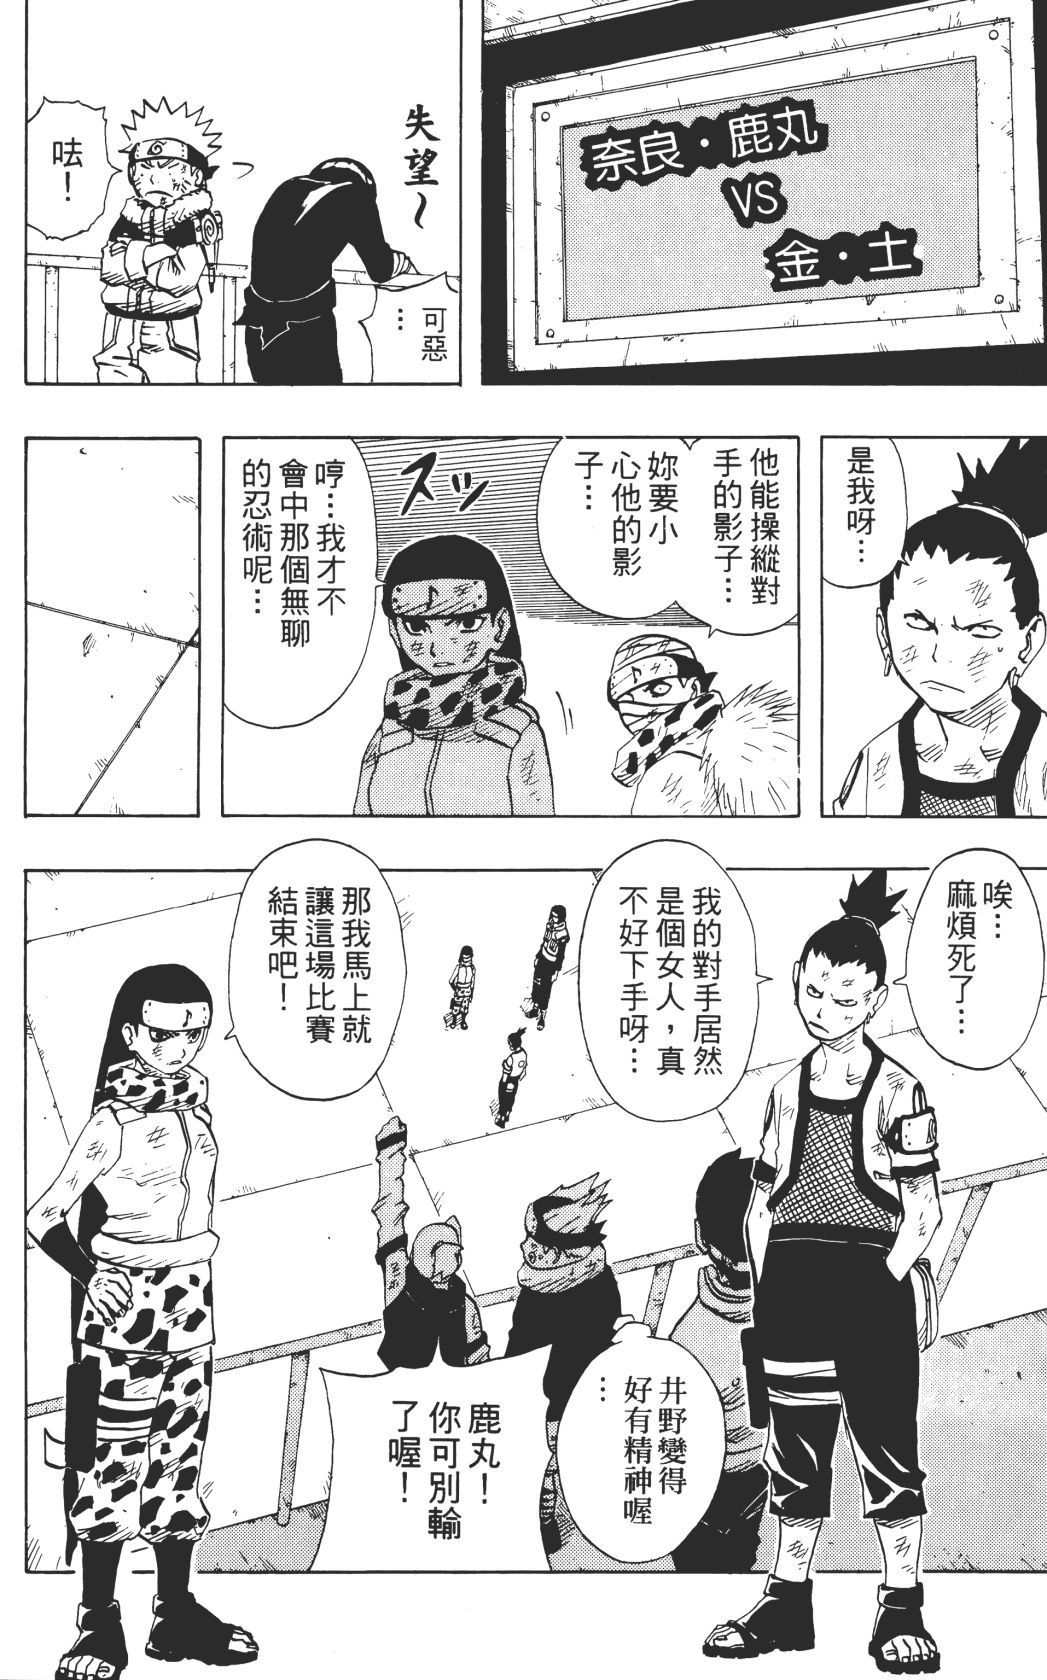 奈良・鹿丸
VS
金・士
失望～
可惡
…
呿！
是我呀…
他能操縱對
手的影子…
妳要小
心他的影
子…
スッ
哼…我才不
會中那個無聊
的忍術呢…
唉…
麻煩死了…
我的對手居然
是個女人，真
不好下手呀…
那我馬上就
讓這場比賽
結束吧！
井野變得
好有精神喔
…
鹿丸！
你可別輸
了喔！